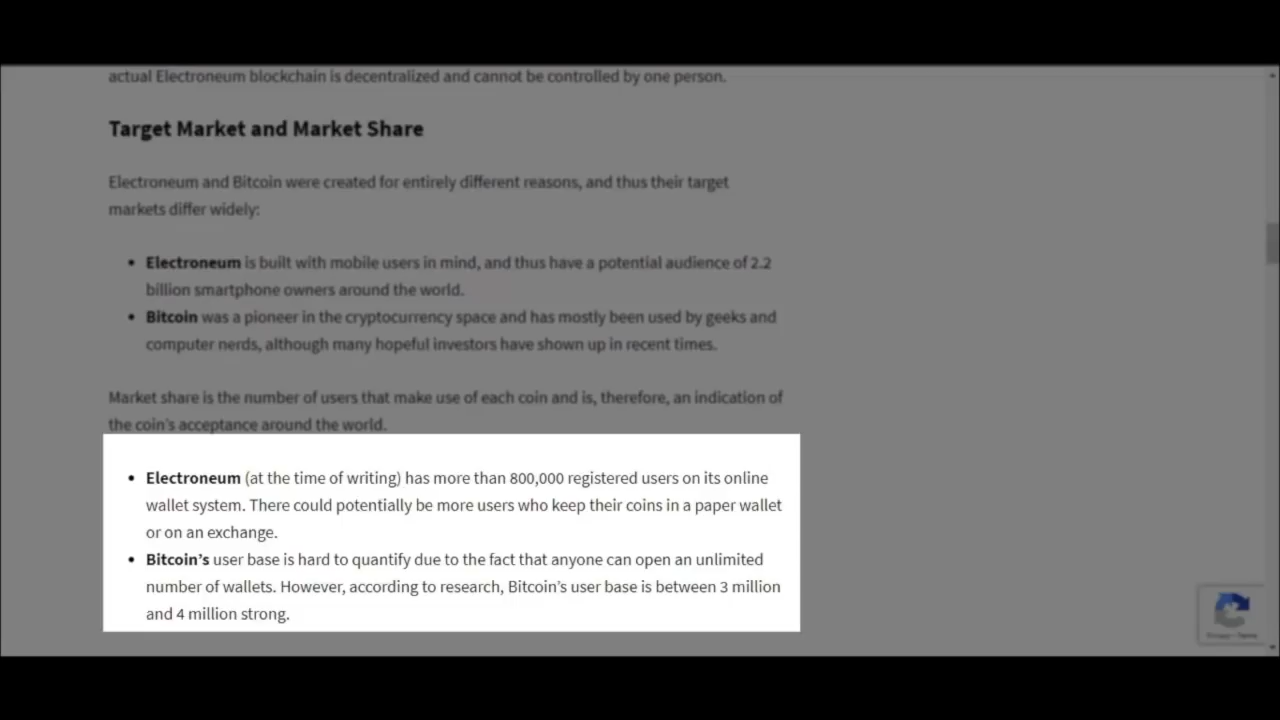 actual Electroneum blockchain is decentralized and cannot be controlled by one person.
Target Market and Market Share
Electroneum and Bitcoin were created for entirely different reasons, and thus their target
markets differ widely:
• Electroneum is built with mobile users in mind, and thus have a potential audience of 2.2
billion smartphone owners around the world.
• Bitcoin was a pioneer in the cryptocurrency space and has mostly been used by geeks and
computer nerds, although many hopeful investors have shown up in recent times.
Market share is the number of users that make use of each coin and is, therefore, an indication of
the coin’s acceptance around the world.
• Electroneum (at the time of writing) has more than 800,000 registered users on its online
wallet system. There could potentially be more users who keep their coins in a paper wallet
or on an exchange.
• Bitcoin’s user base is hard to quantify due to the fact that anyone can open an unlimited
number of wallets. However, according to research, Bitcoin’s user base is between 3 million
and 4 million strong.